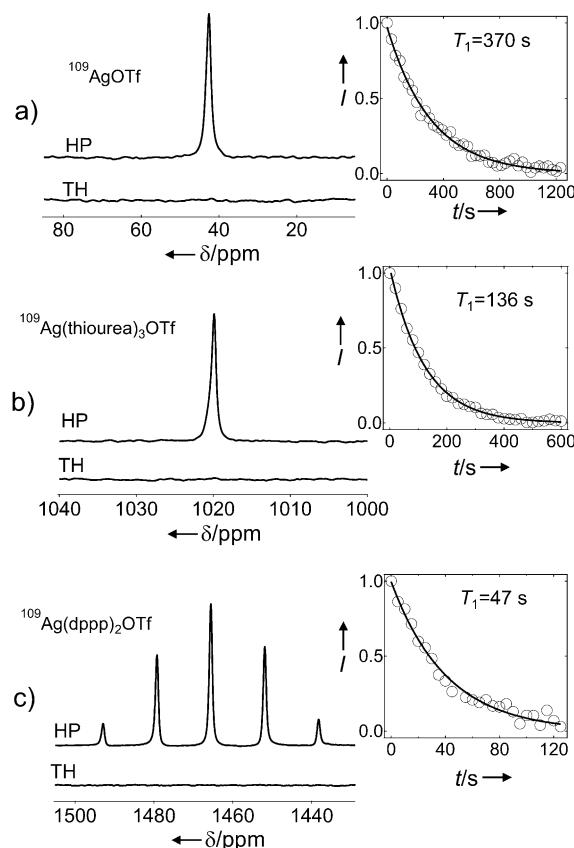 a)
¹⁰⁹AgOTf
HP
TH
80 60 40 20
δ/ppm
T₁=370 s
1.0
0.5
0.0
I
0 400 800 1200
t/s
b)
¹⁰⁹Ag(thiourea)₃OTf
HP
TH
1040 1030 1020 1010 1000
δ/ppm
T₁=136 s
1.0
0.5
0.0
I
0 200 400 600
t/s
c)
¹⁰⁹Ag(dppp)₂OTf
HP
TH
1500 1480 1460 1440
δ/ppm
T₁=47 s
1.0
0.5
0.0
I
0 40 80 120
t/s